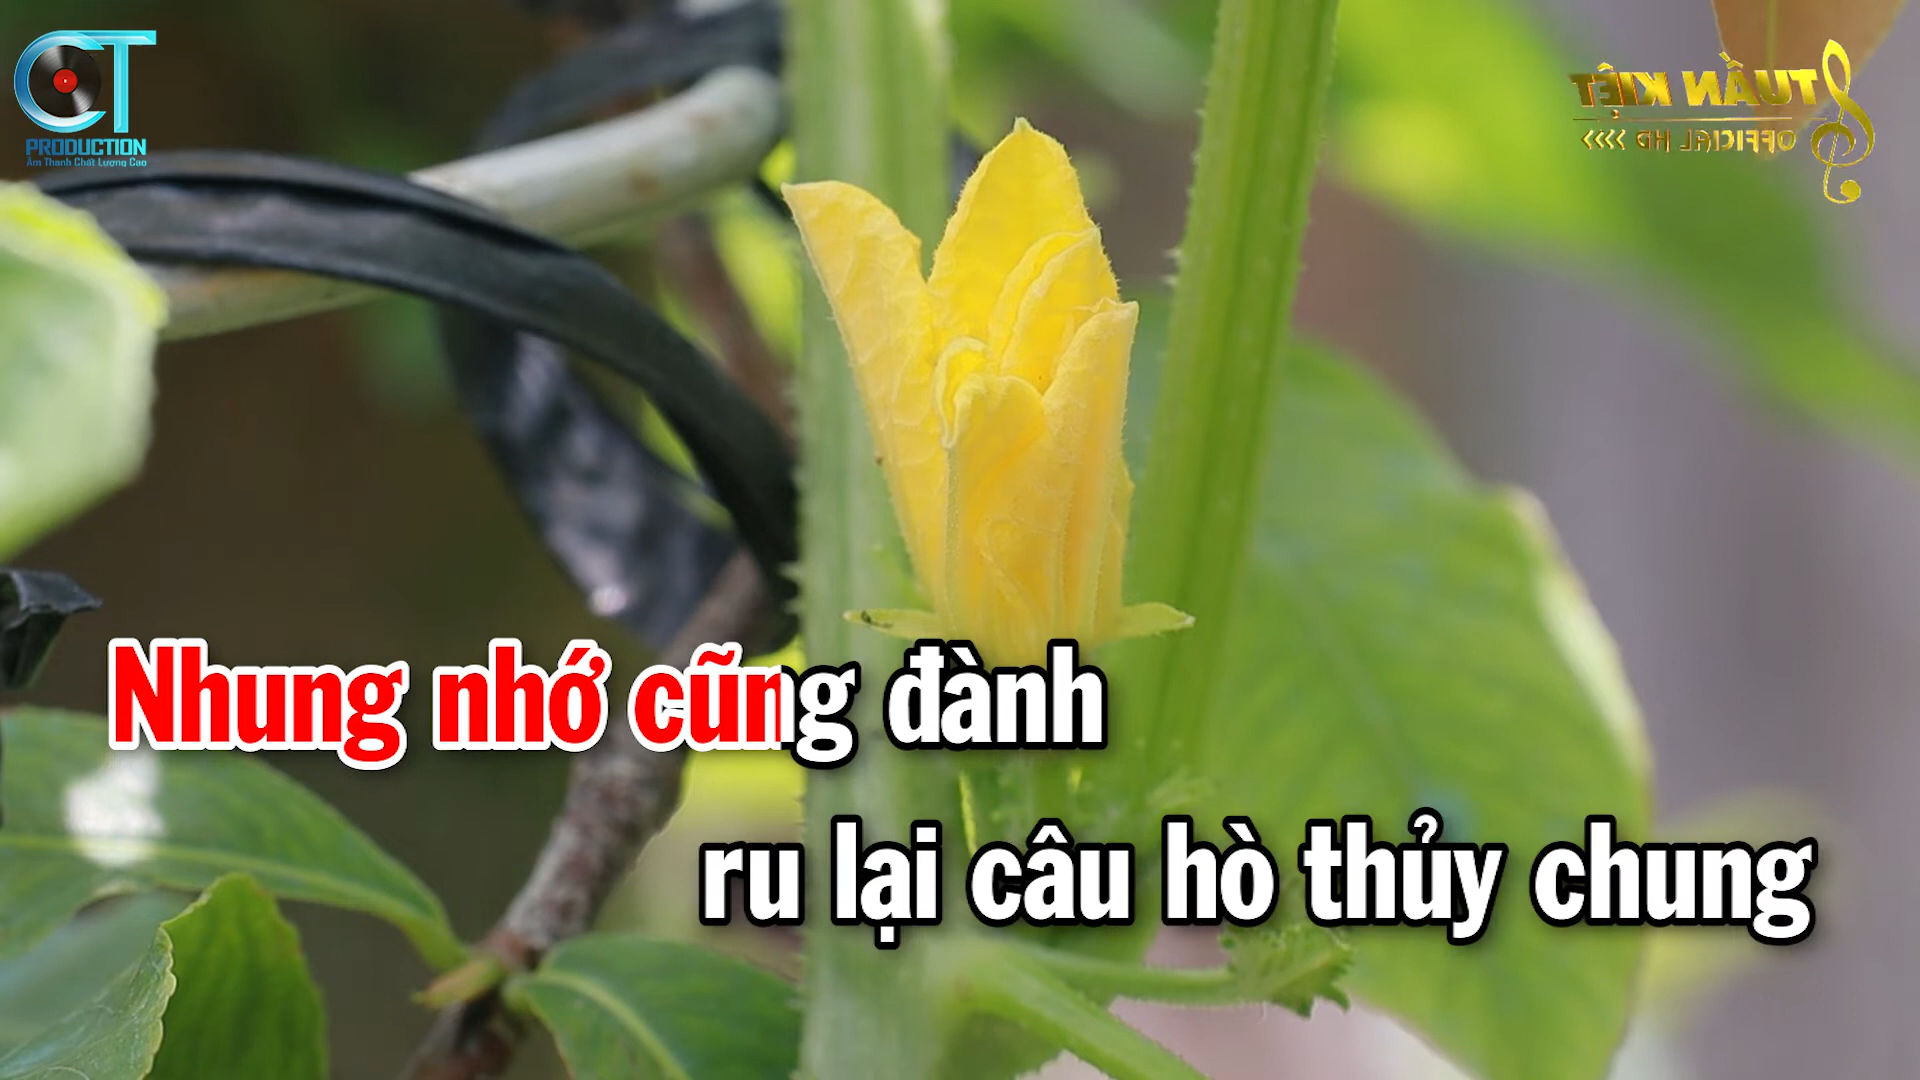 CT
PRODUCTION
Âm Thanh Chất Lượng Cao
TUẤN KIỆT
OFFICIAL HD
Nhung nhớ cũng đành
ru lại câu hò thủy chung